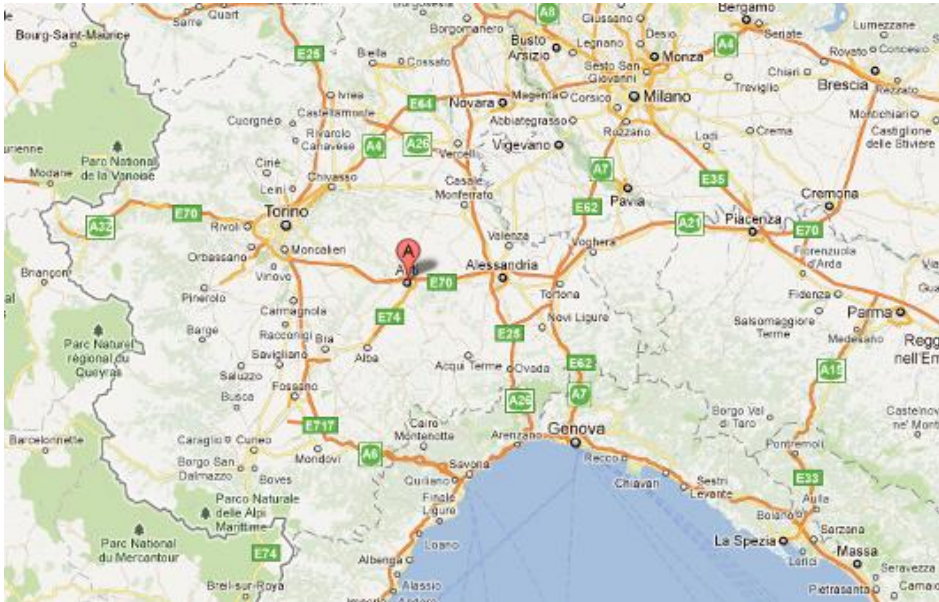 Bourg-Saint-Maurice
Quart
E25
Biella
Cossato
Borgomanero
Busto
Arsizio
A8
Giussano
Desio
Legnano
Monza
Sesto San
Giovanni
Bergamo
Seriate
A4
Lumezzane
Rovato
Concesio
Chiari
Brescia
Rezzato
Treviglio
Montichiari
Castiglione
delle Stiviere
Ivrea
E64
Novara
Magenta
Corsico
Milano
Castellamonte
Cuorgnè
Rivarolo
Canavese
A4
A26
Vercelli
Abbiategrasso
Vigevano
Rozzano
Lodi
Crema
Parc National
de la Vanoise
Modane
Ciriè
Leini
Chivasso
Casale
Monferrato
A7
Pavia
E35
Cremona
A32
E70
Rivoli
Torino
Moncalieri
Orbassano
Vinovo
Valenza
E62
Voghera
A21
Piacenza
E70
Fiorenzuola
d'Arda
Briançon
Pinerolo
A
Asti
E70
Alessandria
Tortona
Fidenza
Carmagnola
E74
Novi Ligure
Salsomaggiore
Terme
Parma
Medesano
Barge
Racconigi
Bra
E25
Parc Naturel
régional du
Queyras
Savigliano
Alba
Saluzzo
Acqui Terme
Ovada
E62
A15
Busca
Fossano
A26
A7
Borgo Val
di Taro
E717
Cairo
Montenotte
Arenzano
Genova
Barcelonnette
Caraglio
Cuneo
Mondovì
A6
Recco
Pontremoli
Borgo San
Dalmazzo
Boves
Savona
Quiliano
Chiavari
Sestri
Levante
E33
Parco Naturale
delle Alpi
Marittime
Finale
Ligure
Aulla
Bolano
Sarzana
Parc National
du Mercantour
E74
Loano
La Spezia
Lerici
Massa
Albenga
Seravezza
Breil-sur-Roya
Alassio
Pietrasanta